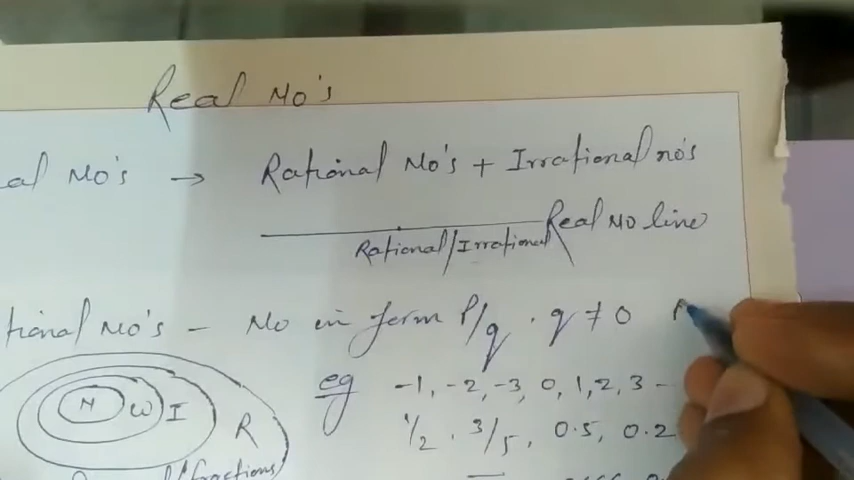 Real No's
al No's → Rational No's + Irrational no's
Real No line
Rational/Irrational
tional No's - No in form P/q . q ≠ 0
eg -1, -2, -3, 0, 1, 2, 3 --
N W I R
1/2 . 3/5, 0.5, 0.2
/fractions